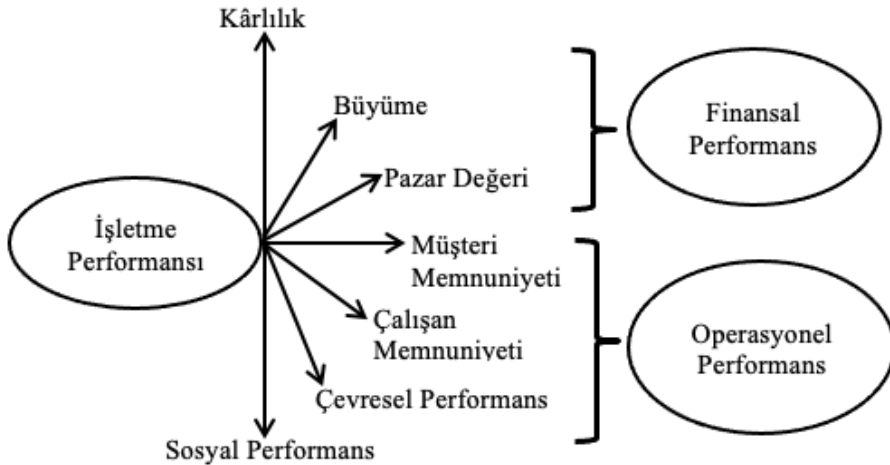 Kârlılık
Büyüme
Pazar Değeri
Finansal
Performans
İşletme
Performansı
Müşteri
Memnuniyeti
Çalışan
Memnuniyeti
Çevresel Performans
Sosyal Performans
Operasyonel
Performans